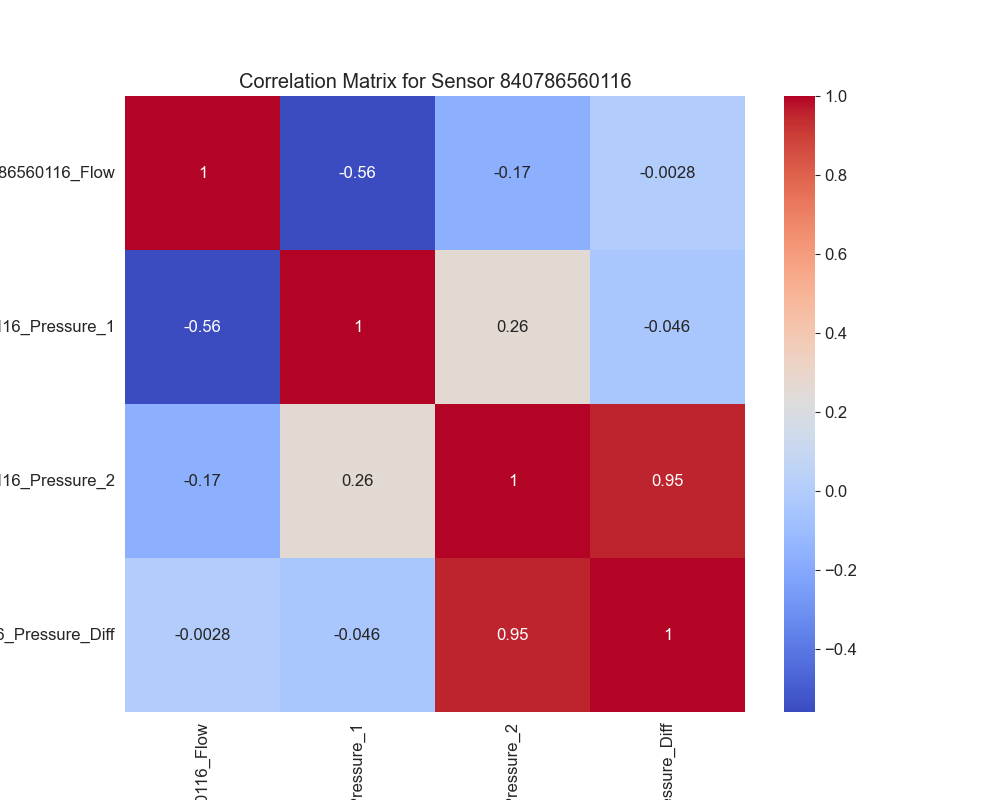 Correlation Matrix for Sensor 840786560116
86560116_Flow 1 -0.56 -0.17 -0.0028
116_Pressure_1 -0.56 1 0.26 -0.046
116_Pressure_2 -0.17 0.26 1 0.95
6_Pressure_Diff -0.0028 -0.046 0.95 1
0116_Flow
Pressure_1
Pressure_2
ssure_Diff
1.0
0.8
0.6
0.4
0.2
0.0
−0.2
−0.4